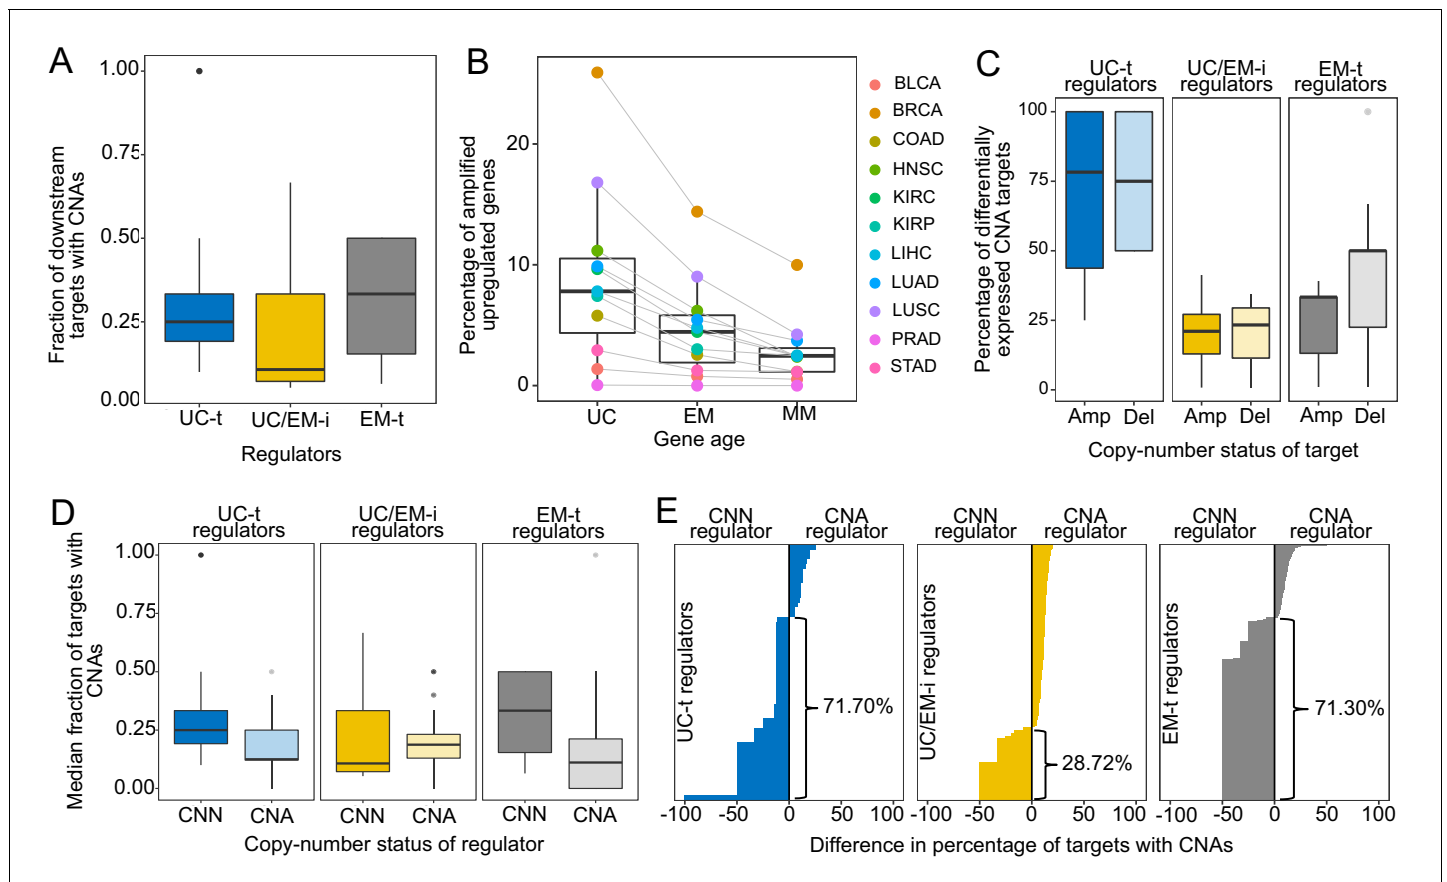 A
Fraction of downstream
targets with CNAs
1.00
0.75
0.50
0.25
0.00
UC-t
UC/EM-i
EM-t
Regulators
B
Percentage of amplified
upregulated genes
20
10
0
UC
EM
MM
Gene age
BLCA
BRCA
COAD
HNSC
KIRC
KIRP
LIHC
LUAD
LUSC
PRAD
STAD
C
UC-t
regulators
UC/EM-i
regulators
EM-t
regulators
Percentage of differentially
expressed CNA targets
100
75
50
25
0
Amp Del
Amp Del
Amp Del
Copy-number status of target
D
UC-t
regulators
UC/EM-i
regulators
EM-t
regulators
Median fraction of targets with
CNAs
1.00
0.75
0.50
0.25
0.00
CNN CNA
CNN CNA
CNN CNA
Copy-number status of regulator
E
CNN
regulator
CNA
regulator
UC-t regulators
71.70%
-100 -50 0 50 100
CNN
regulator
CNA
regulator
UC/EM-i regulators
28.72%
-100 -50 0 50 100
CNN
regulator
CNA
regulator
EM-t regulators
71.30%
-100 -50 0 50 100
Difference in percentage of targets with CNAs